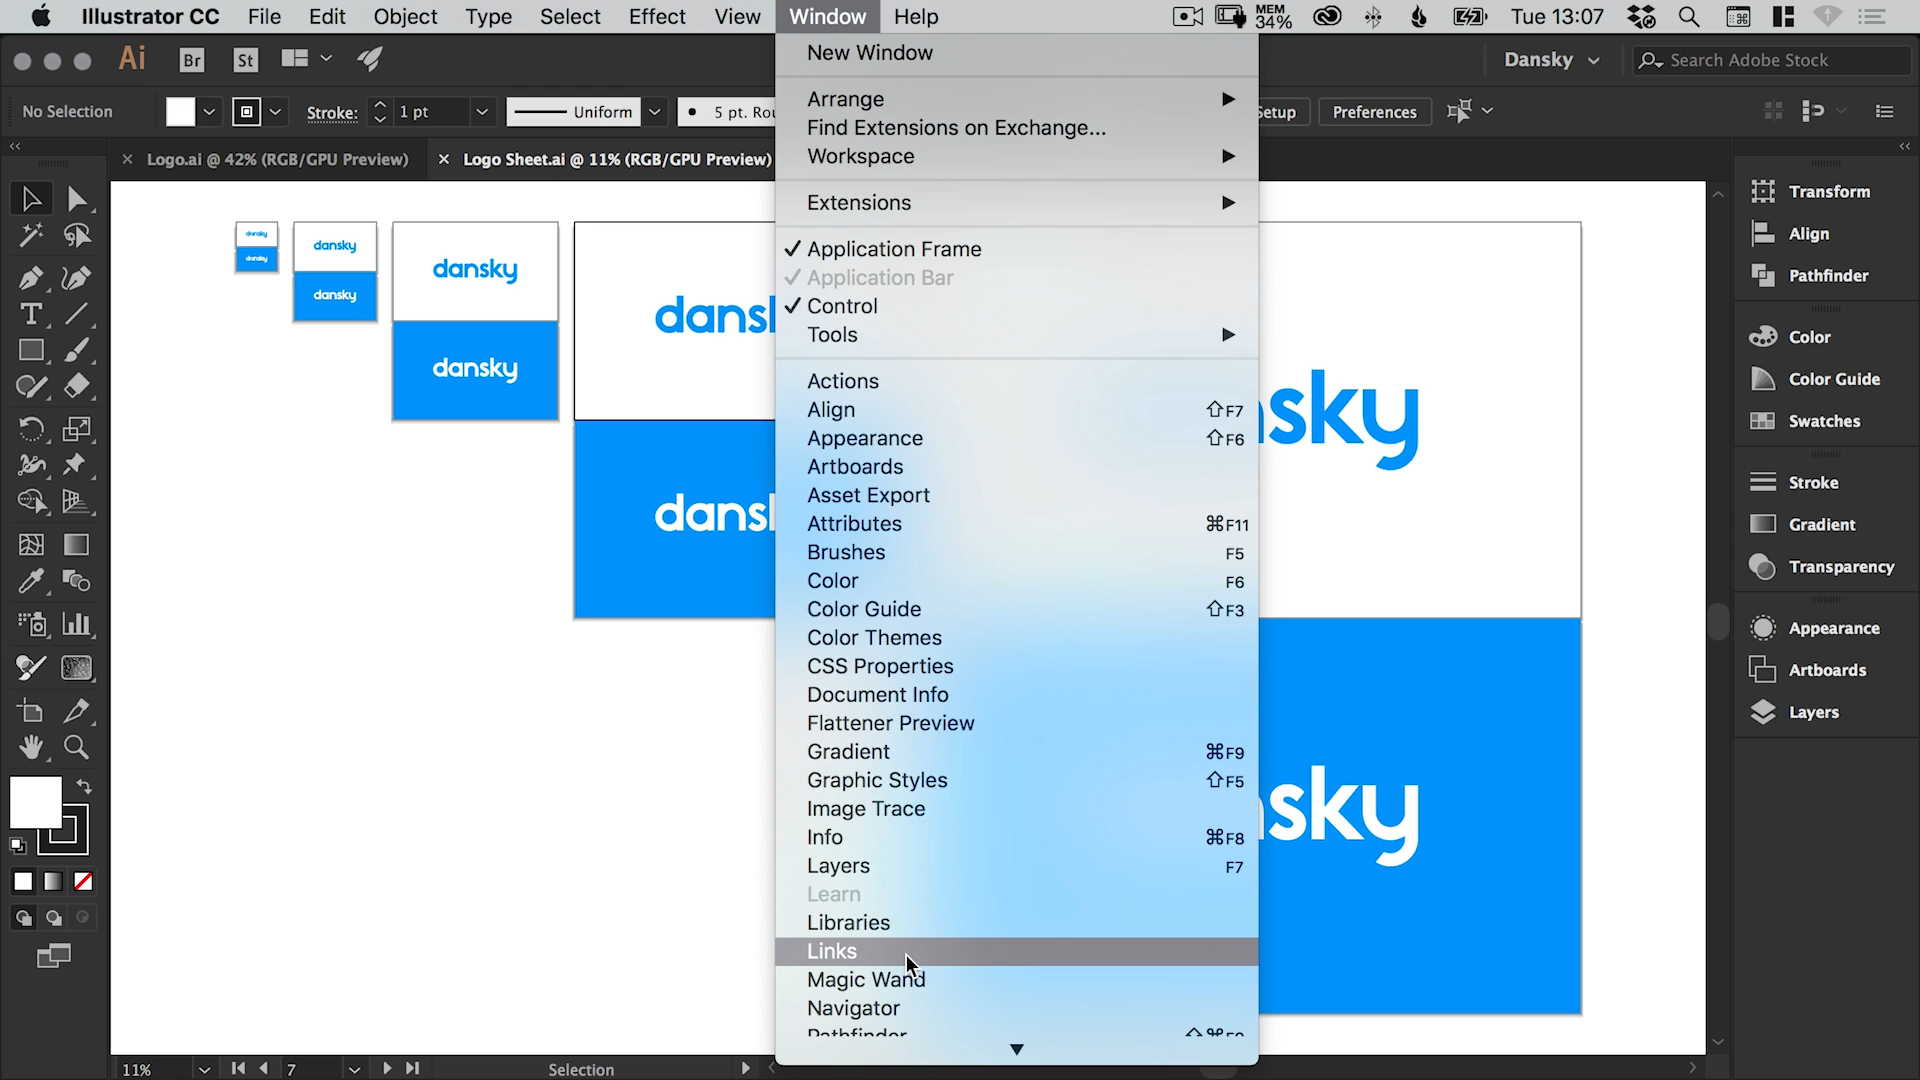 Illustrator CC File Edit Object Type Select Effect View Window Help MEM 34% Tue 13:07
Ai Br St Dansky Search Adobe Stock
No Selection Stroke: 1 pt Uniform 5 pt. Rou Setup Preferences
Logo.ai @ 42% (RGB/GPU Preview) Logo Sheet.ai @ 11% (RGB/GPU Preview)
New Window
Arrange
Find Extensions on Exchange...
Workspace
Extensions
Application Frame
Application Bar
Control
Tools
Actions
Align ⇧F7
Appearance ⇧F6
Artboards
Asset Export
Attributes ⌘F11
Brushes F5
Color F6
Color Guide ⇧F3
Color Themes
CSS Properties
Document Info
Flattener Preview
Gradient ⌘F9
Graphic Styles ⇧F5
Image Trace
Info ⌘F8
Layers F7
Learn
Libraries
Links
Magic Wand
Navigator
Pathfinder ⇧⌘F9
dansky
dansky
dansky
dansky
dansky
dansky
dansk
dansk
sky
sky
Transform
Align
Pathfinder
Color
Color Guide
Swatches
Stroke
Gradient
Transparency
Appearance
Artboards
Layers
11% 7 Selection